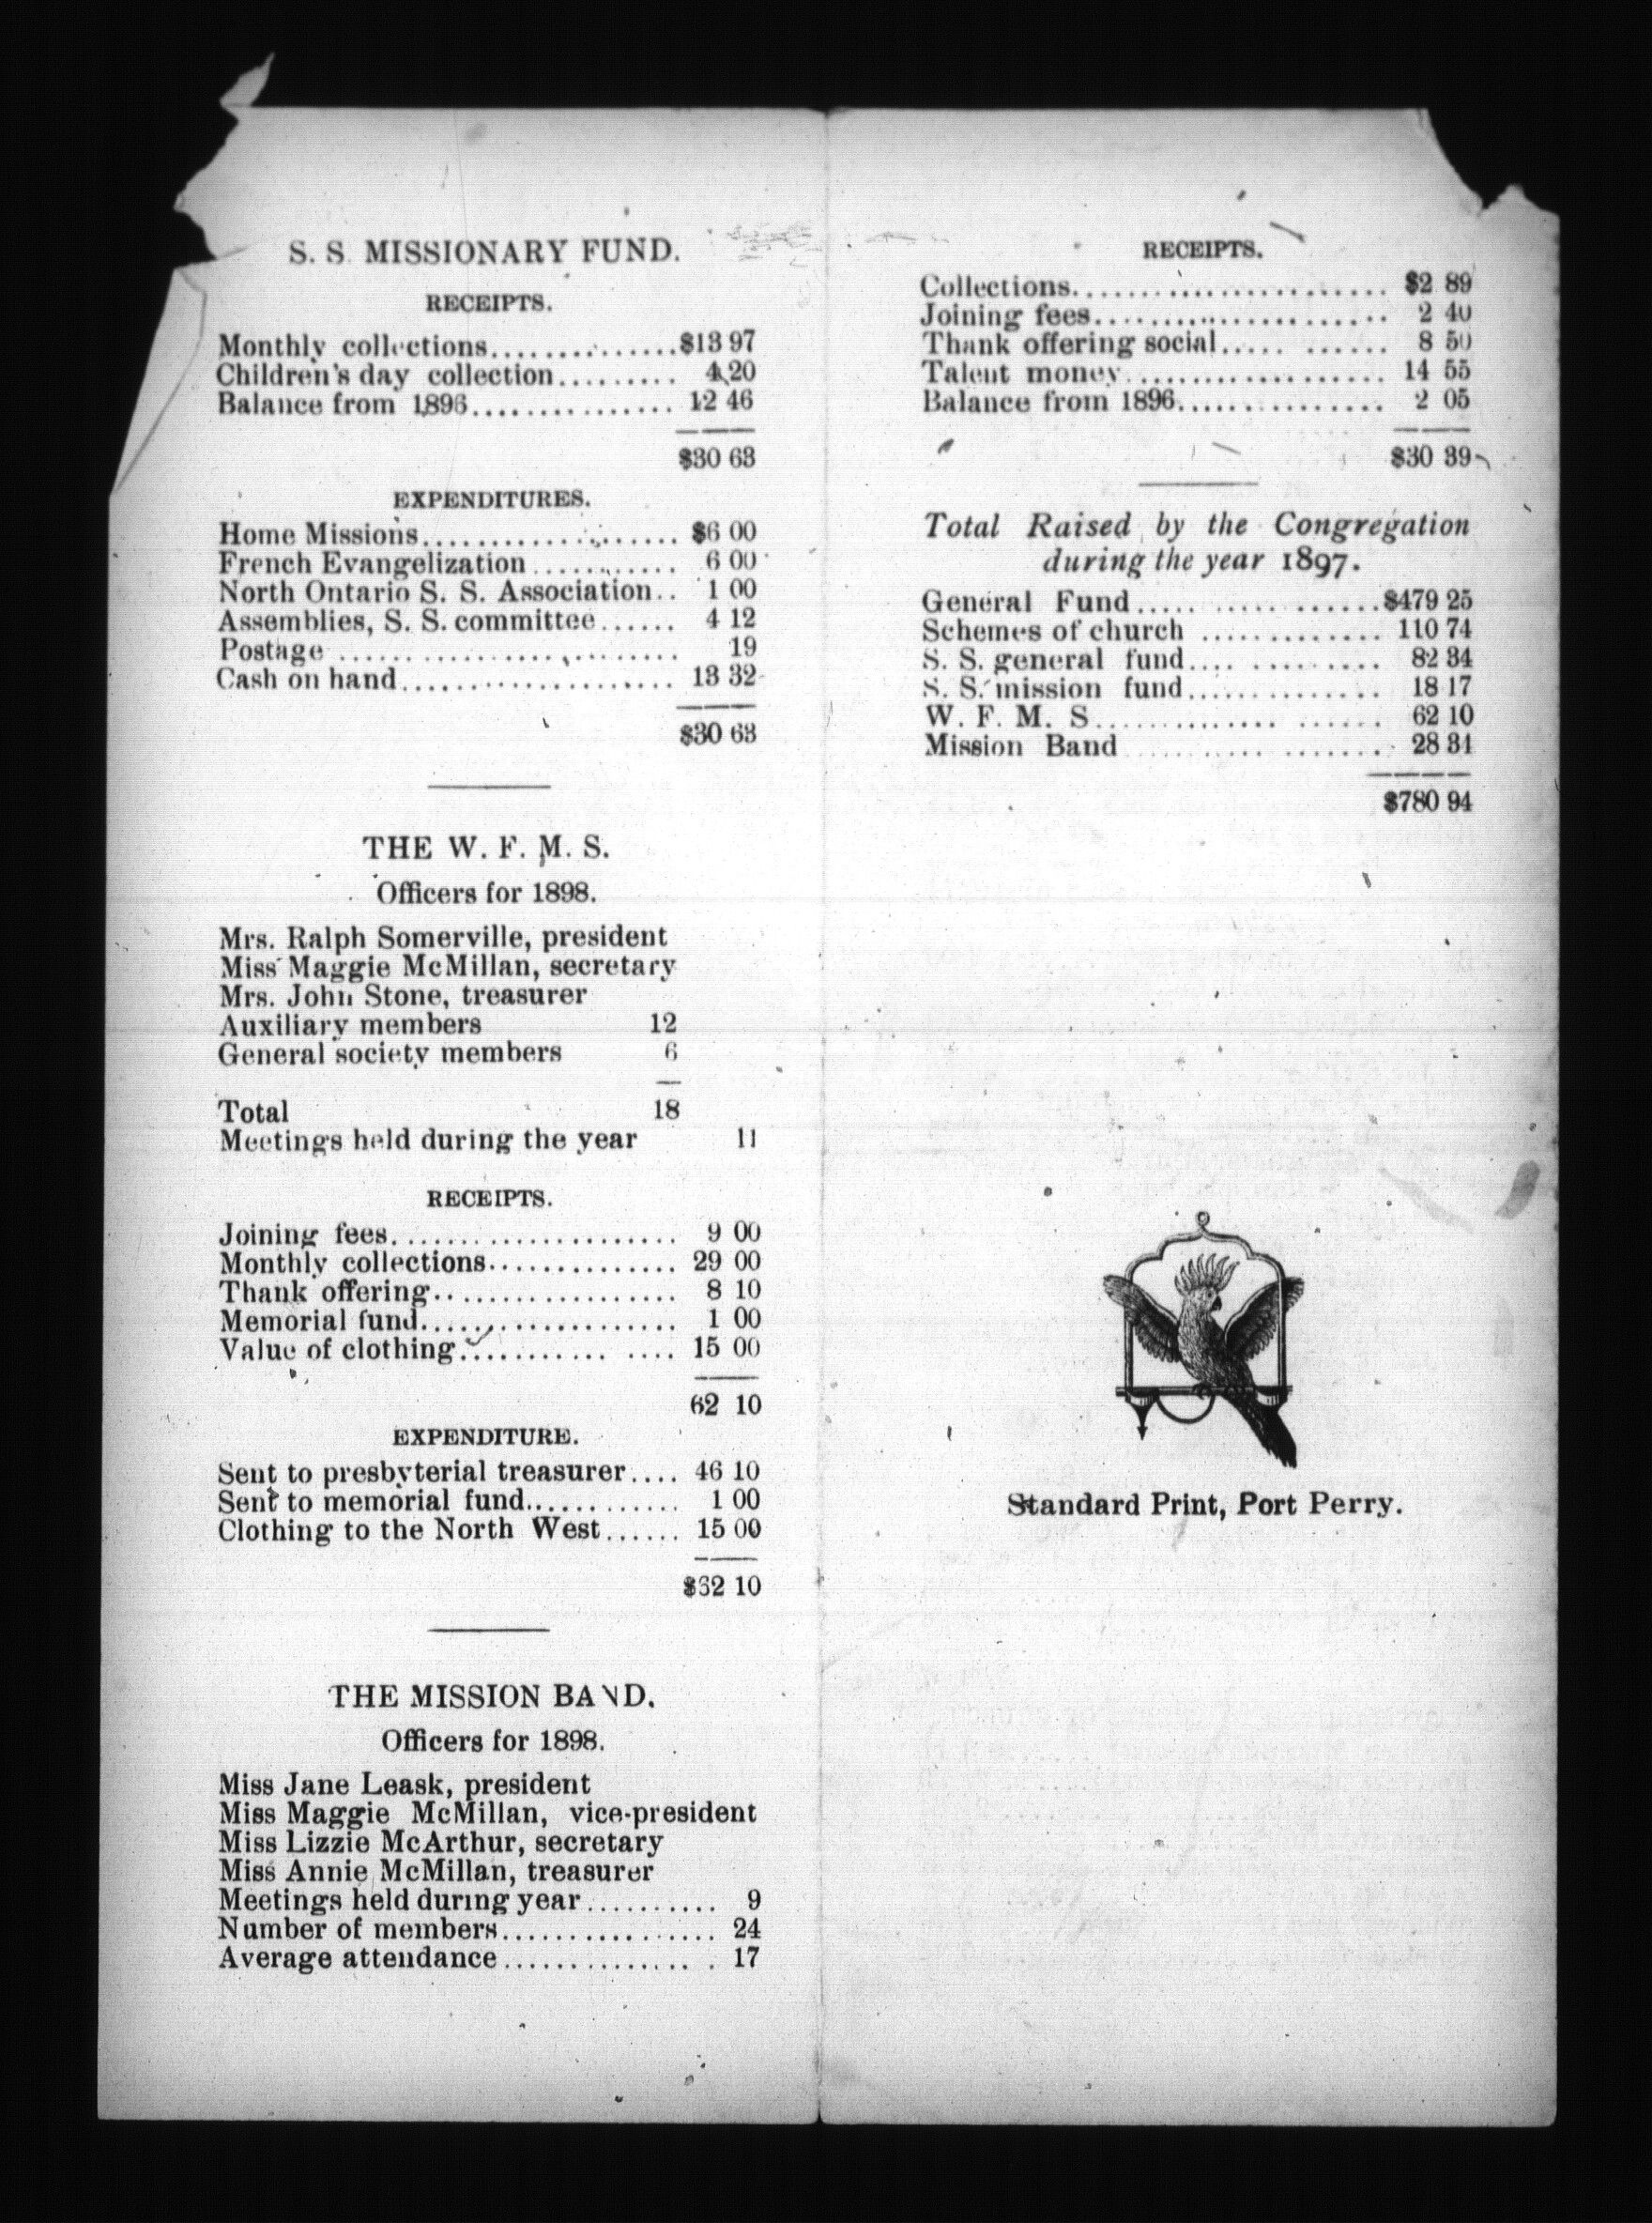 S. S. MISSIONARY FUND.
RECEIPTS.
Monthly collections................$13 97
Children's day collection......... 4 20
Balance from 1896............... 12 46
$30 63
EXPENDITURES.
Home Missions.................... $6 00
French Evangelization........... 6 00
North Ontario S. S. Association.. 1 00
Assemblies, S. S. committee...... 4 12
Postage .......................... 19
Cash on hand..................... 13 32
$30 63
THE W. F. M. S.
Officers for 1898.
Mrs. Ralph Somerville, president
Miss Maggie McMillan, secretary
Mrs. John Stone, treasurer
Auxiliary members 12
General society members 6
Total 18
Meetings held during the year 11
RECEIPTS.
Joining fees...................... 9 00
Monthly collections.............. 29 00
Thank offering.................. 8 10
Memorial fund................... 1 00
Value of clothing........... .... 15 00
62 10
EXPENDITURE.
Sent to presbyterial treasurer.... 46 10
Sent to memorial fund............ 1 00
Clothing to the North West...... 15 00
$62 10
THE MISSION BAND.
Officers for 1898.
Miss Jane Leask, president
Miss Maggie McMillan, vice-president
Miss Lizzie McArthur, secretary
Miss Annie McMillan, treasurer
Meetings held during year.......... 9
Number of members................ 24
Average attendance.............. . 17
RECEIPTS.
Collections........................ $2 89
Joining fees...................... 2 40
Thank offering social..... ...... 8 50
Talent money.................. 14 55
Balance from 1896............... 2 05
$30 39
Total Raised by the Congregation
during the year 1897.
General Fund..... ..... ......$479 25
Schemes of church ............. 110 74
S. S. general fund.... ......... 82 34
S. S. mission fund.............. 18 17
W. F. M. S.............. ...... 62 10
Mission Band ........... ....... 28 34
$780 94
Standard Print, Port Perry.